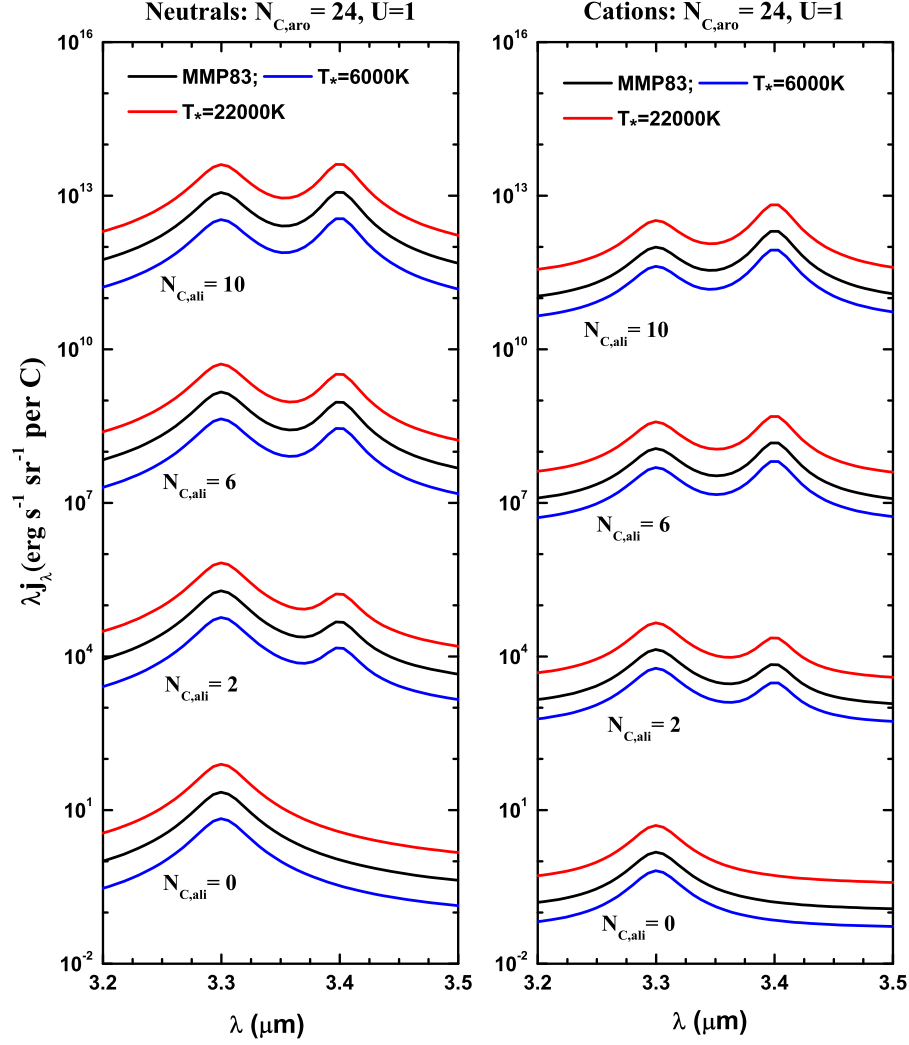 Neutrals: N_C,aro = 24, U=1
10^16
10^13
10^10
10^7
10^4
10^1
10^-2
λj_λ(erg s^-1 sr^-1 per C)
MMP83; T_*=6000K
T_*=22000K
N_C,ali= 10
N_C,ali= 6
N_C,ali= 2
N_C,ali= 0
3.2 3.3 3.4 3.5
λ (μm)
Cations: N_C,aro = 24, U=1
10^16
10^13
10^10
10^7
10^4
10^1
10^-2
MMP83; T_*=6000K
T_*=22000K
N_C,ali= 10
N_C,ali= 6
N_C,ali= 2
N_C,ali= 0
3.2 3.3 3.4 3.5
λ (μm)